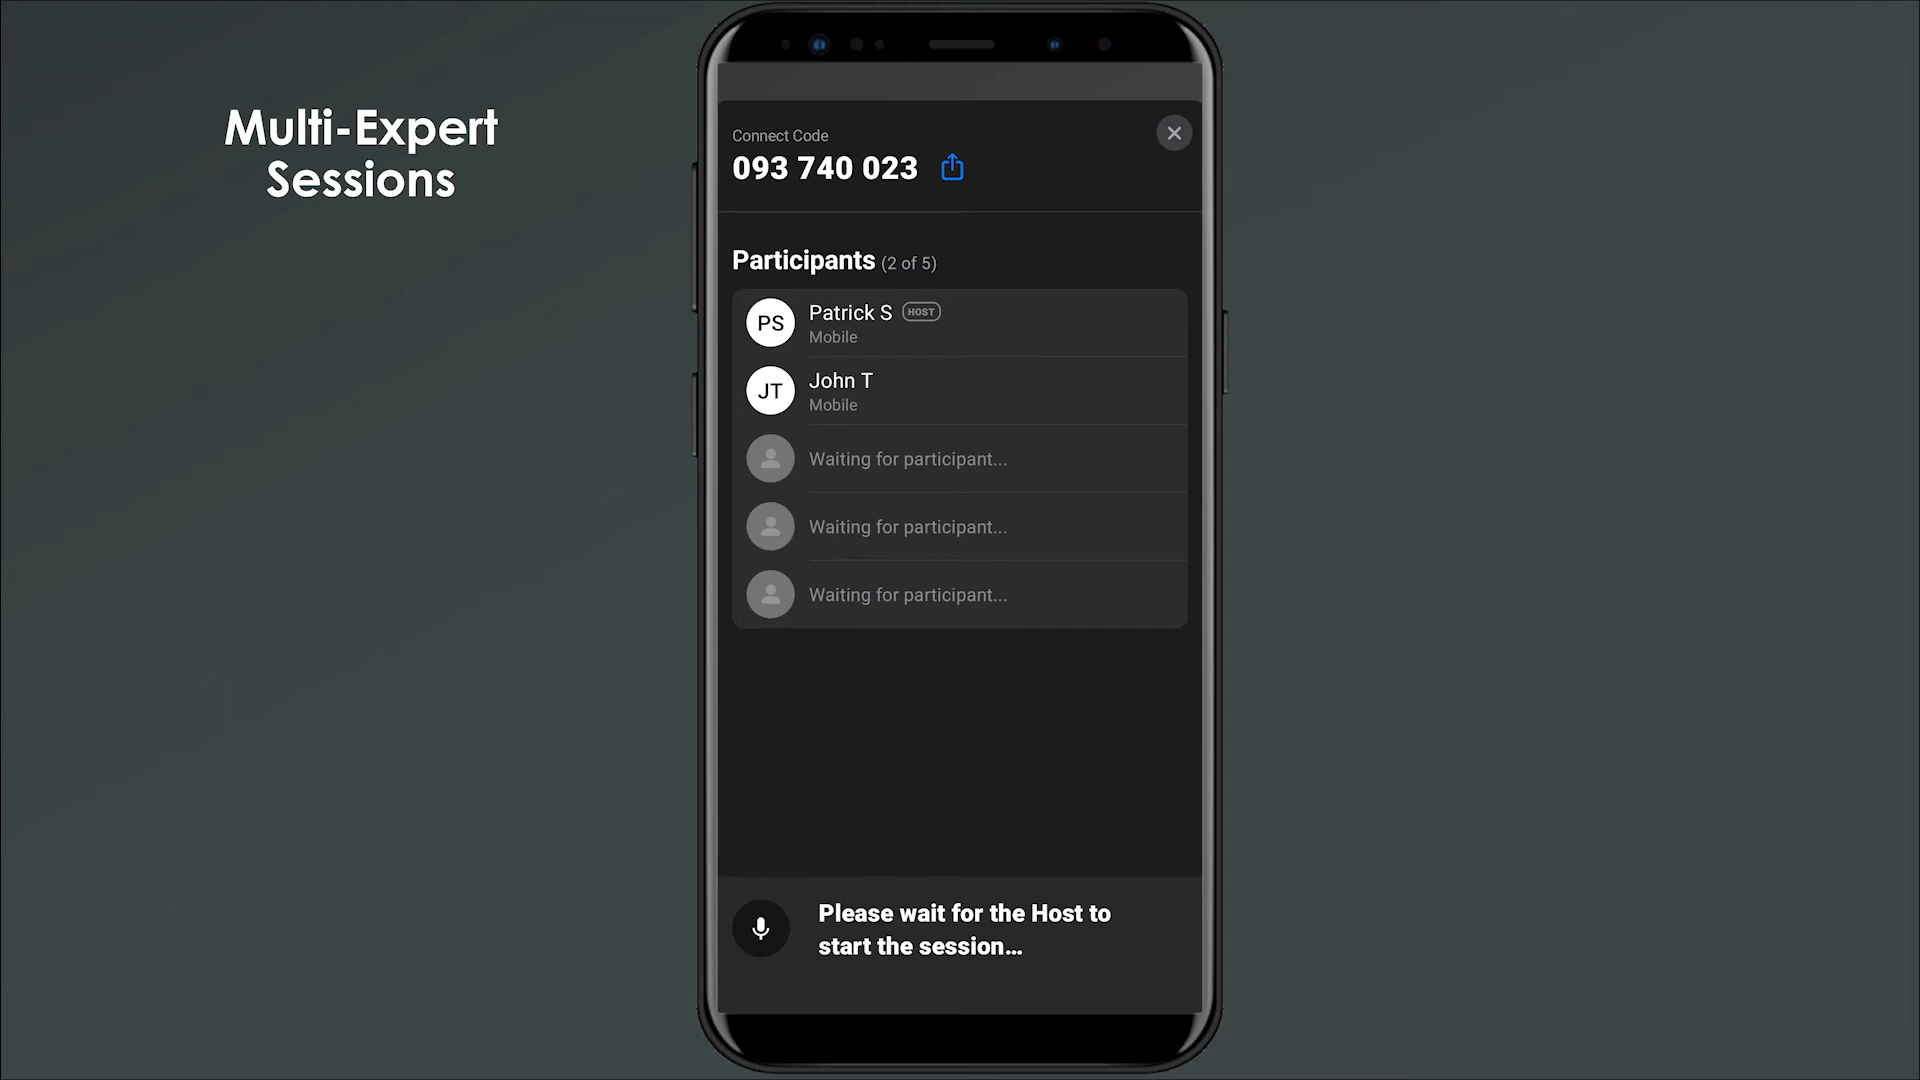 Multi-Expert
Sessions
Connect Code
093 740 023
Participants (2 of 5)
PS
Patrick S HOST
Mobile
JT
John T
Mobile
Waiting for participant...
Waiting for participant...
Waiting for participant...
Please wait for the Host to
start the session...